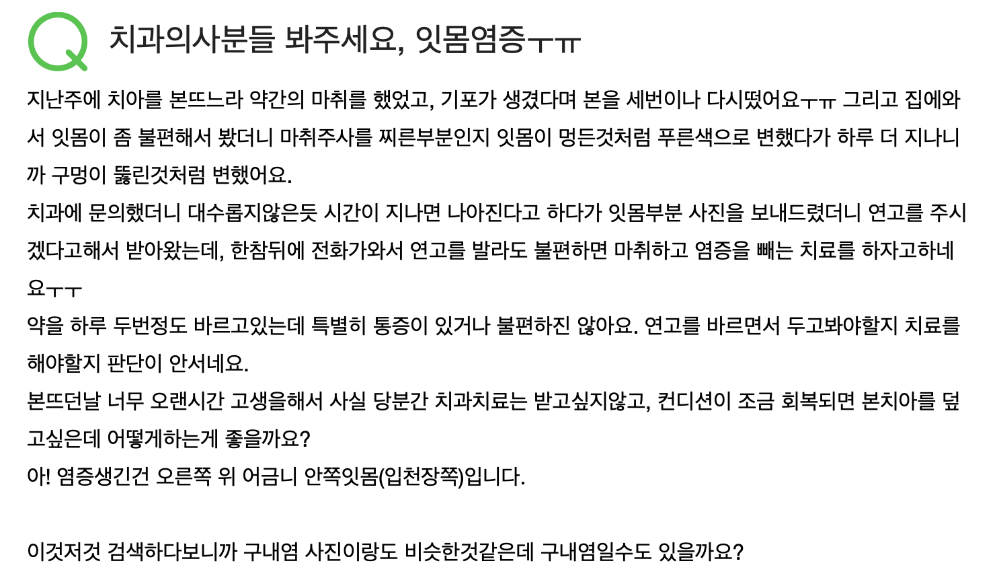 Q 치과의사분들 봐주세요, 잇몸염증ㅜㅠ
지난주에 치아를 본뜨느라 약간의 마취를 했었고, 기포가 생겼다며 본을 세번이나 다시떴어요ㅜㅠ 그리고 집에와
서 잇몸이 좀 불편해서 봤더니 마취주사를 찌른부분인지 잇몸이 멍든것처럼 푸른색으로 변했다가 하루 더 지나니
까 구멍이 뚫린것처럼 변했어요.
치과에 문의했더니 대수롭지않은듯 시간이 지나면 나아진다고 하다가 잇몸부분 사진을 보내드렸더니 연고를 주시
겠다고해서 받아왔는데, 한참뒤에 전화가와서 연고를 발라도 불편하면 마취하고 염증을 빼는 치료를 하자고하네
요ㅜㅜ
약을 하루 두번정도 바르고있는데 특별히 통증이 있거나 불편하진 않아요. 연고를 바르면서 두고봐야할지 치료를
해야할지 판단이 안서네요.
본뜨던날 너무 오랜시간 고생을해서 사실 당분간 치과치료는 받고싶지않고, 컨디션이 조금 회복되면 본치아를 덮
고싶은데 어떻게하는게 좋을까요?
아! 염증생긴건 오른쪽 위 어금니 안쪽잇몸(입천장쪽)입니다.
이것저것 검색하다보니까 구내염 사진이랑도 비슷한것같은데 구내염일수도 있을까요?